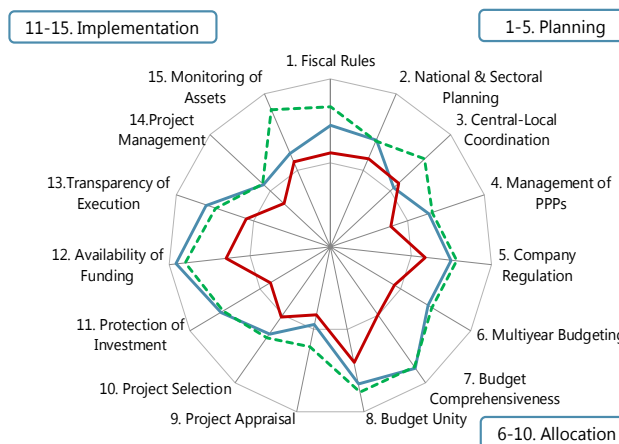 11-15. Implementation
1-5. Planning
1. Fiscal Rules
2. National & Sectoral
Planning
3. Central-Local
Coordination
4. Management of
PPPs
5. Company
Regulation
6. Multiyear Budgeting
7. Budget
Comprehensiveness
8. Budget Unity
9. Project Appraisal
10. Project Selection
11. Protection of
Investment
12. Availability of
Funding
13.Transparency of
Execution
14.Project
Management
15. Monitoring of
Assets
6-10. Allocation